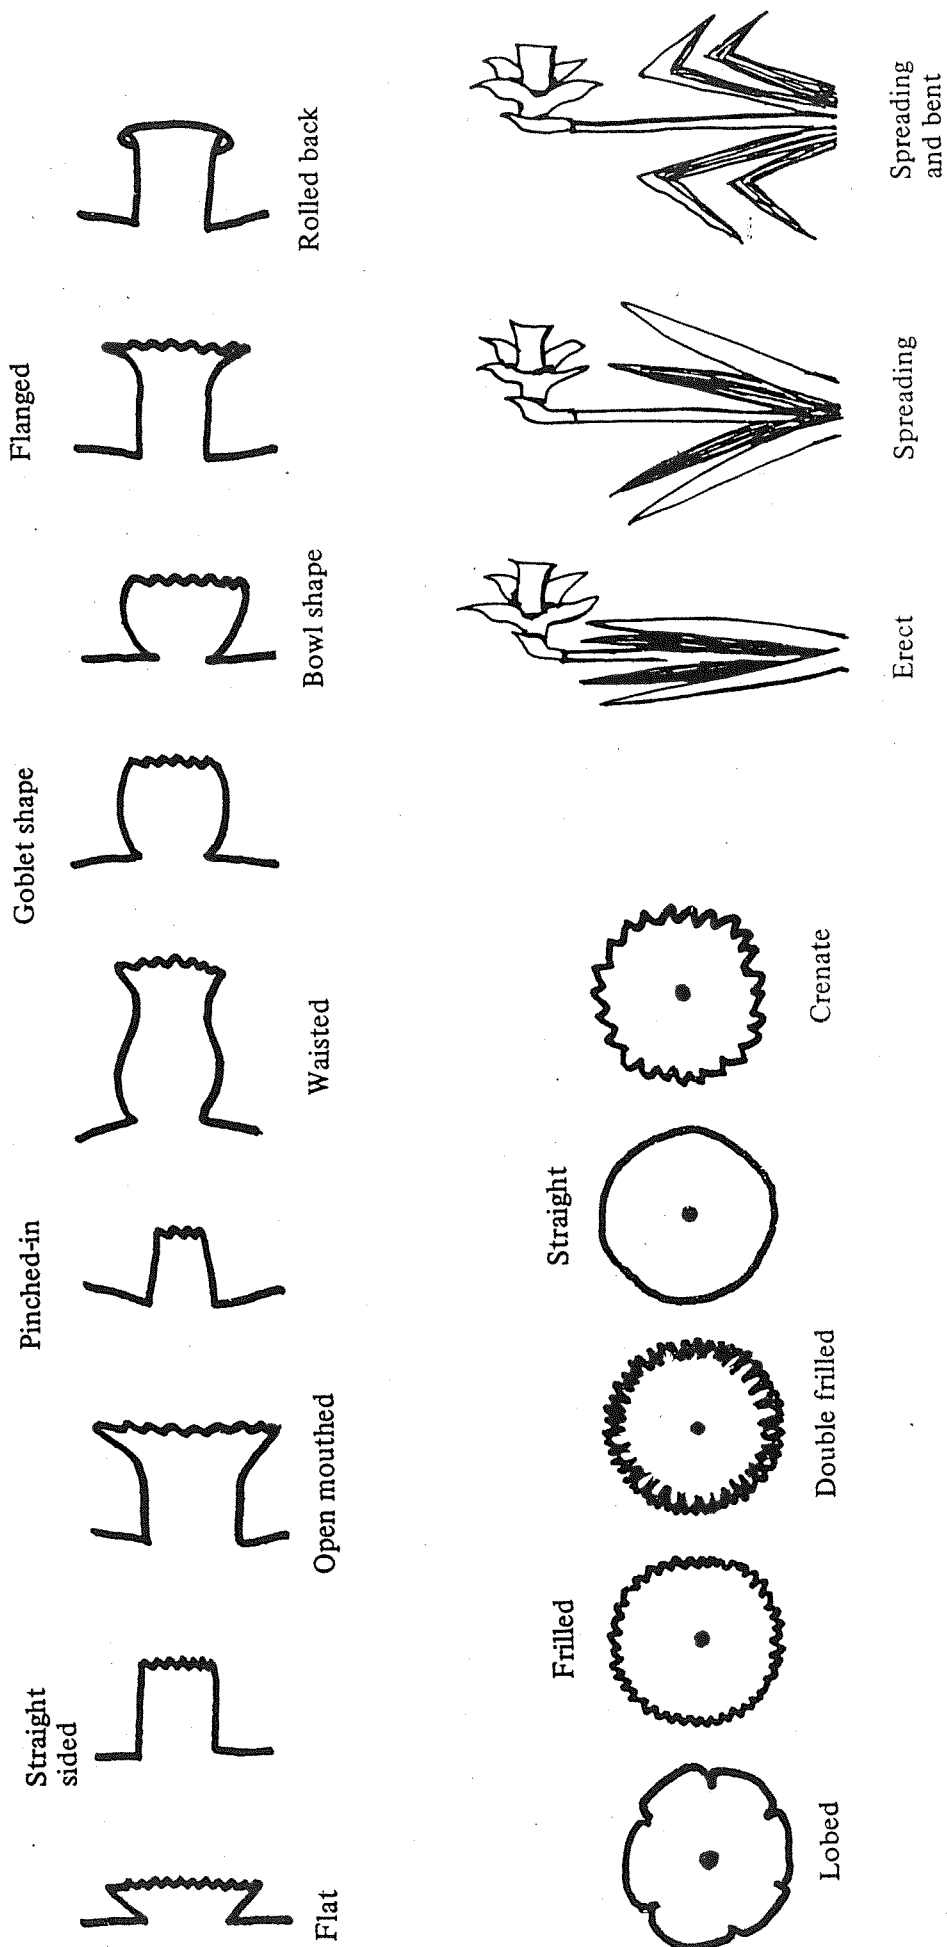 Flat
Straight
sided
Open mouthed
Pinched-in
Waisted
Goblet shape
Bowl shape
Flanged
Rolled back
Lobed
Frilled
Double frilled
Straight
Crenate
Erect
Spreading
Spreading
and bent